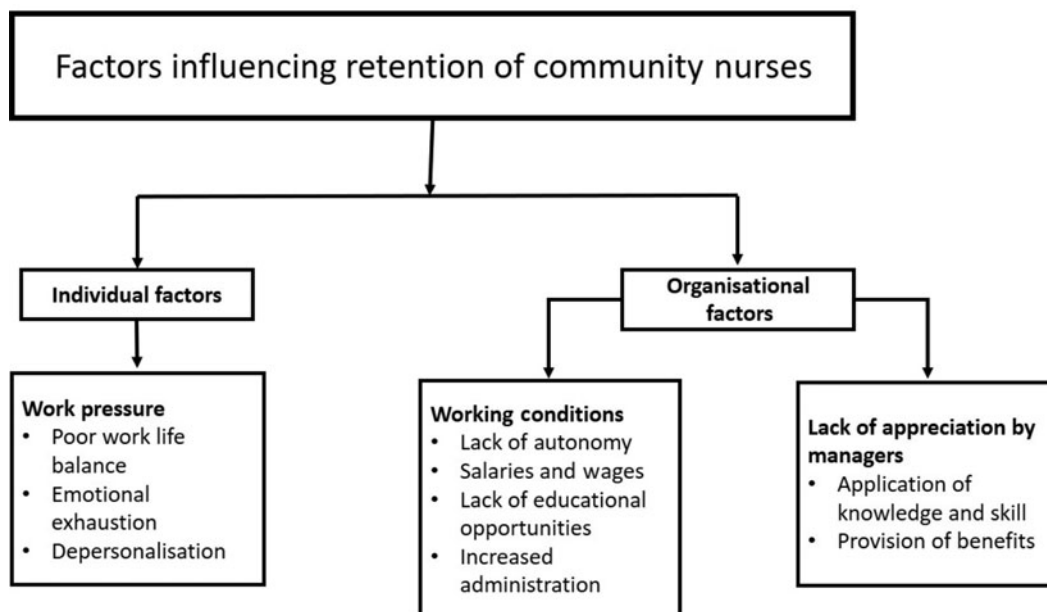 Factors influencing retention of community nurses
Individual factors
Organisational
factors
Work pressure
• Poor work life
balance
• Emotional
exhaustion
• Depersonalisation
Working conditions
• Lack of autonomy
• Salaries and wages
• Lack of educational
opportunities
• Increased
administration
Lack of appreciation by
managers
• Application of
knowledge and skill
• Provision of benefits